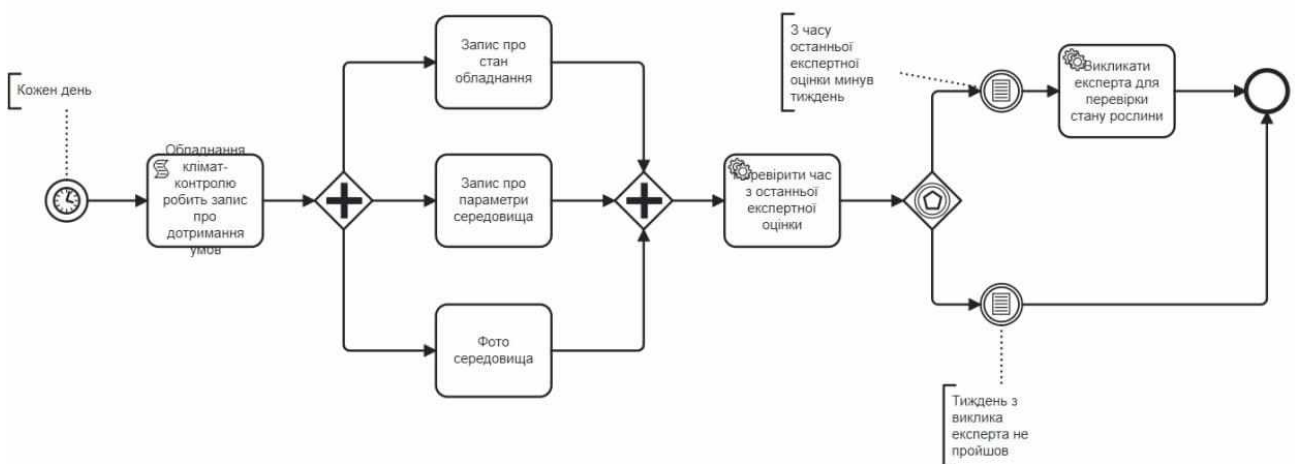 Кожен день
Обладнання
клімат-
контролю
робить запис
про
дотримання
умов
Запис про
стан
обладнання
Запис про
параметри
середовища
Фото
середовища
Перевірити час
з останньої
експертної
оцінки
З часу
останньої
експертної
оцінки минув
тиждень
Викликати
експерта для
перевірки
стану рослини
Тиждень з
виклика
експерта не
пройшов